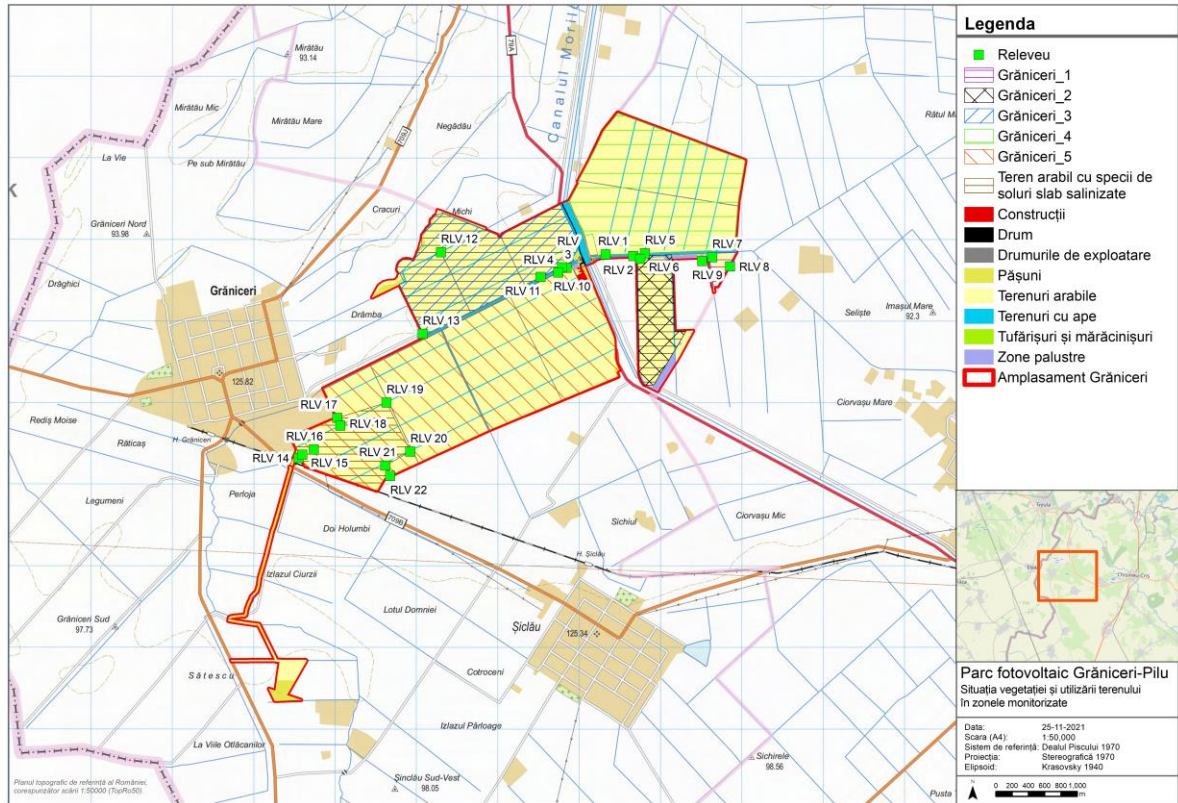 Mirătău
93.14
Mirătău Mic
Mirătău Mare
Negădău
709J
79A
Canalul Morilo
La Vie
Pe sub Mirătău
Cracuri
Michi
Grăniceri Nord
93.98
Drăghici
Grăniceri
Drâmba
125.82
Rediș Moise
Răticaș
H. Grăniceri
Lagumeni
Perloja
Doi Holumbi
709B
Izlazul Ciurzii
Grăniceri Sud
97.73
Lotul Domniei
Șiclău
125.34
Sătescu
Cotroceni
La Viile Otlăcanilor
Izlazul Pârloage
Șinclău Sud-Vest
98.05
Sichirele
98.56
Pusta
H. Șiclău
Sichiul
Ciorvașu Mic
Ciorvașu Mare
Seliște
Imașul Mare
92.3
RLV 12
RLV
3
RLV 4
RLV 11
RLV 10
RLV 1
RLV 2
RLV 5
RLV 6
RLV 7
RLV 9
RLV 8
RLV 13
RLV 19
RLV 17
RLV 18
RLV 16
RLV 14
RLV 15
RLV 20
RLV 21
RLV 22
Planul topografic de referință al României,
corespunzător scării 1:50000 (TopRo50).
Legenda
Releveu
Grăniceri_1
Grăniceri_2
Grăniceri_3
Grăniceri_4
Grăniceri_5
Teren arabil cu specii de
soluri slab salinizate
Construcții
Drum
Drumurile de exploatare
Pășuni
Terenuri arabile
Terenuri cu ape
Tufărișuri și mărăcinișuri
Zone palustre
Amplasament Grăniceri
Parc fotovoltaic Grăniceri-Pilu
Situația vegetației și utilizării terenului
în zonele monitorizate
Data: 25-11-2021
Scara (A4): 1:50,000
Sistem de referință: Dealul Piscului 1970
Proiecția: Stereografică 1970
Elipsoid: Krasovsky 1940
N
0 200 400 600 800 1,000
m